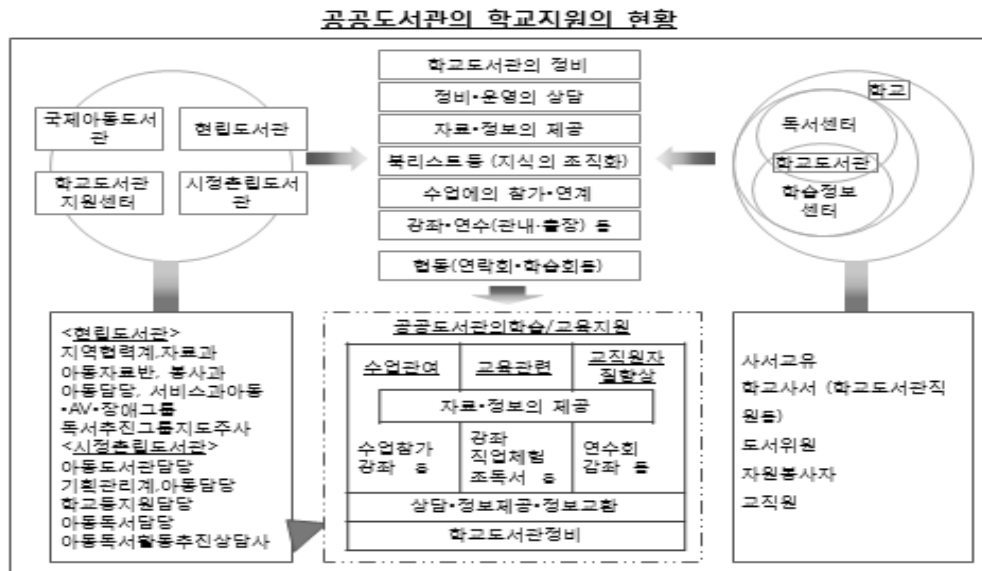 공공도서관의 학교지원의 현황
국제아동도서
관
현립도서관
학교도서관
지원센터
시정촌립도서
관
학교도서관의 정비
정비·운영의 상담
자료·정보의 제공
북리스트등 (지식의 조직화)
수업에의 참가·연계
강좌·연수(관내·출장) 등
협동(연락회·학습회등)
학교
독서센터
학교도서관
학습정보
센터
<현립도서관>
지역협력계,자료과
아동자료반, 봉사과
아동담당, 서비스과아동
·AV·장애그룹
독서추진그룹지도주사
<시정촌립도서관>
아동도서관담당
기획관리계,아동담당
학교등지원담당
아동독서담당
아동독서활동추진상담사
공공도서관의학습/교육지원
수업관여
교육관련
교직원자
질향상
자료·정보의 제공
수업참가
강좌 등
강좌
직업체험
조독서 등
연수회
강좌 등
상담·정보제공·정보교환
학교도서관정비
사서교유
학교사서 (학교도서관직
원등)
도서위원
자원봉사자
교직원